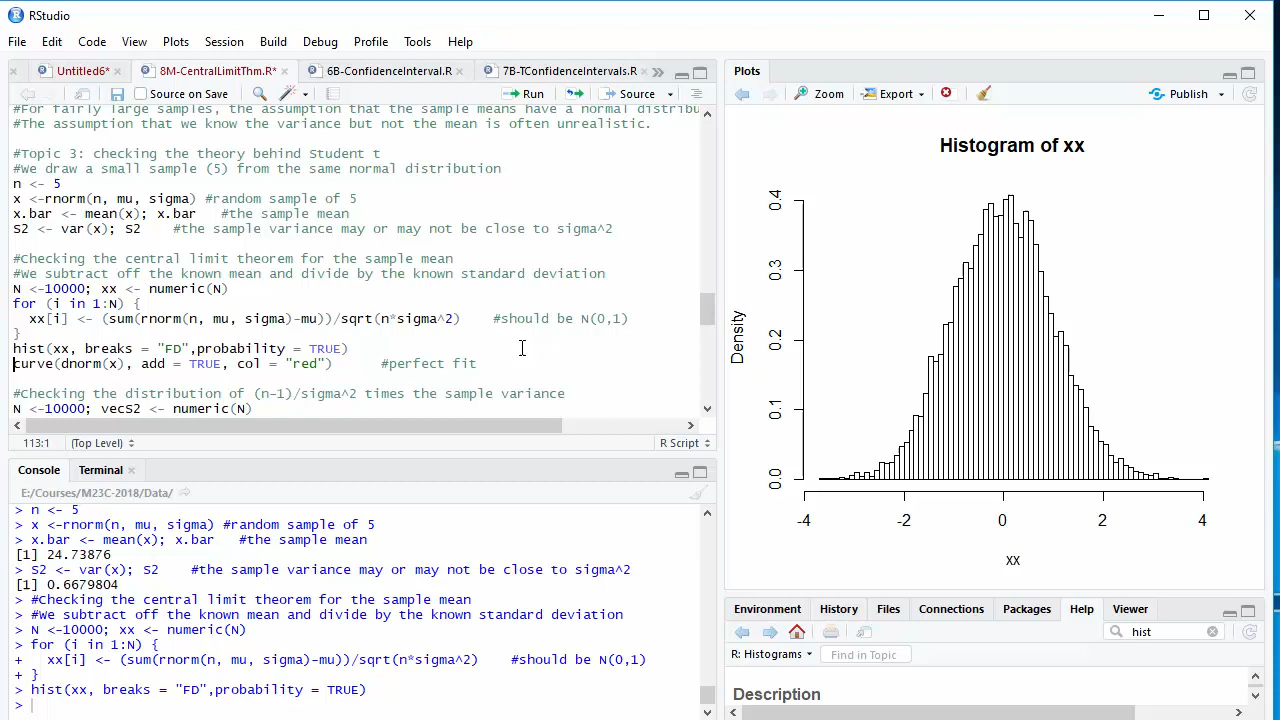 RStudio
File Edit Code View Plots Session Build Debug Profile Tools Help
Untitled6* 8M-CentralLimitThm.R* 6B-ConfidenceInterval.R 7B-TConfidenceIntervals.R
Source on Save Run Source
#For fairly large samples, the assumption that the sample means have a normal distribu
#The assumption that we know the variance but not the mean is often unrealistic.
#Topic 3: checking the theory behind Student t
#We draw a small sample (5) from the same normal distribution
n <- 5
x <-rnorm(n, mu, sigma) #random sample of 5
x.bar <- mean(x); x.bar #the sample mean
S2 <- var(x); S2 #the sample variance may or may not be close to sigma^2
#Checking the central limit theorem for the sample mean
#We subtract off the known mean and divide by the known standard deviation
N <-10000; xx <- numeric(N)
for (i in 1:N) {
xx[i] <- (sum(rnorm(n, mu, sigma)-mu))/sqrt(n*sigma^2) #should be N(0,1)
}
hist(xx, breaks = "FD",probability = TRUE)
curve(dnorm(x), add = TRUE, col = "red") #perfect fit
#Checking the distribution of (n-1)/sigma^2 times the sample variance
N <-10000; vecS2 <- numeric(N)
113:1 (Top Level) R Script
Console Terminal
E:/Courses/M23C-2018/Data/
> n <- 5
> x <-rnorm(n, mu, sigma) #random sample of 5
> x.bar <- mean(x); x.bar #the sample mean
[1] 24.73876
> S2 <- var(x); S2 #the sample variance may or may not be close to sigma^2
[1] 0.6679804
> #Checking the central limit theorem for the sample mean
> #We subtract off the known mean and divide by the known standard deviation
> N <-10000; xx <- numeric(N)
> for (i in 1:N) {
+ xx[i] <- (sum(rnorm(n, mu, sigma)-mu))/sqrt(n*sigma^2) #should be N(0,1)
+ }
> hist(xx, breaks = "FD",probability = TRUE)
>
Plots
Zoom Export Publish
Histogram of xx
Density
0.4
0.3
0.2
0.1
0.0
-4 -2 0 2 4
xx
Environment History Files Connections Packages Help Viewer
hist
R: Histograms Find in Topic
Description